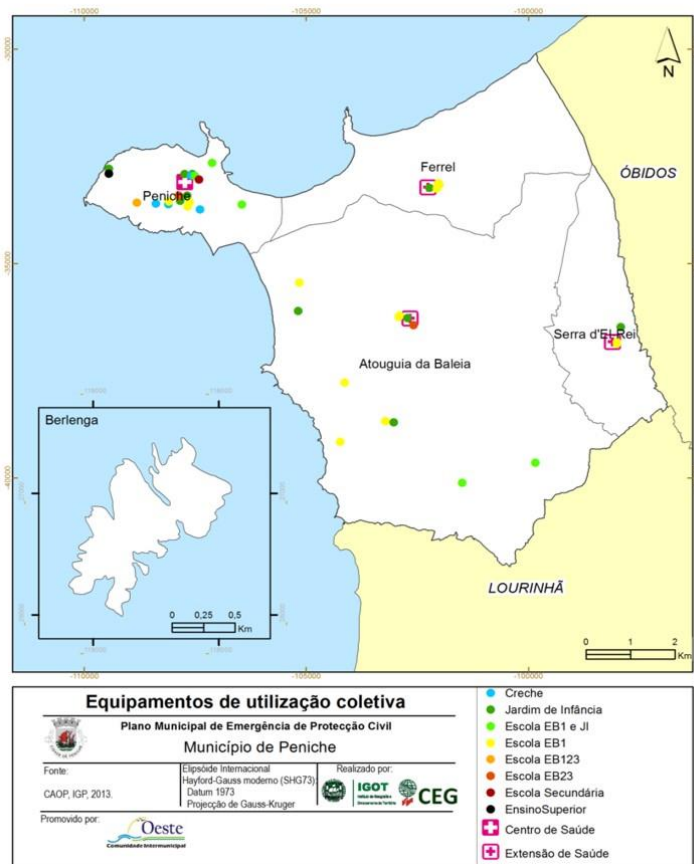 -110000 -105000 -100000
-30000
-35000
-40000
N
ÓBIDOS
Ferrel
Peniche
Serra d'El Rei
Atouguia da Baleia
Berlenga
0 0,25 0,5
Km
LOURINHÃ
0 1 2
Km
-110000 -105000 -100000
Equipamentos de utilização coletiva
Plano Municipal de Emergência de Protecção Civil
Município de Peniche
Fonte:
CAOP, IGP, 2013.
Elipsóide Internacional
Hayford-Gauss moderno (SHG73)
Datum 1973
Projecção de Gauss-Kruger
Realizado por:
IGOT
CEG
Promovido por:
Oeste
Comunidade Intermunicipal
Creche
Jardim de Infância
Escola EB1 e JI
Escola EB1
Escola EB123
Escola EB23
Escola Secundária
EnsinoSuperior
Centro de Saúde
Extensão de Saúde